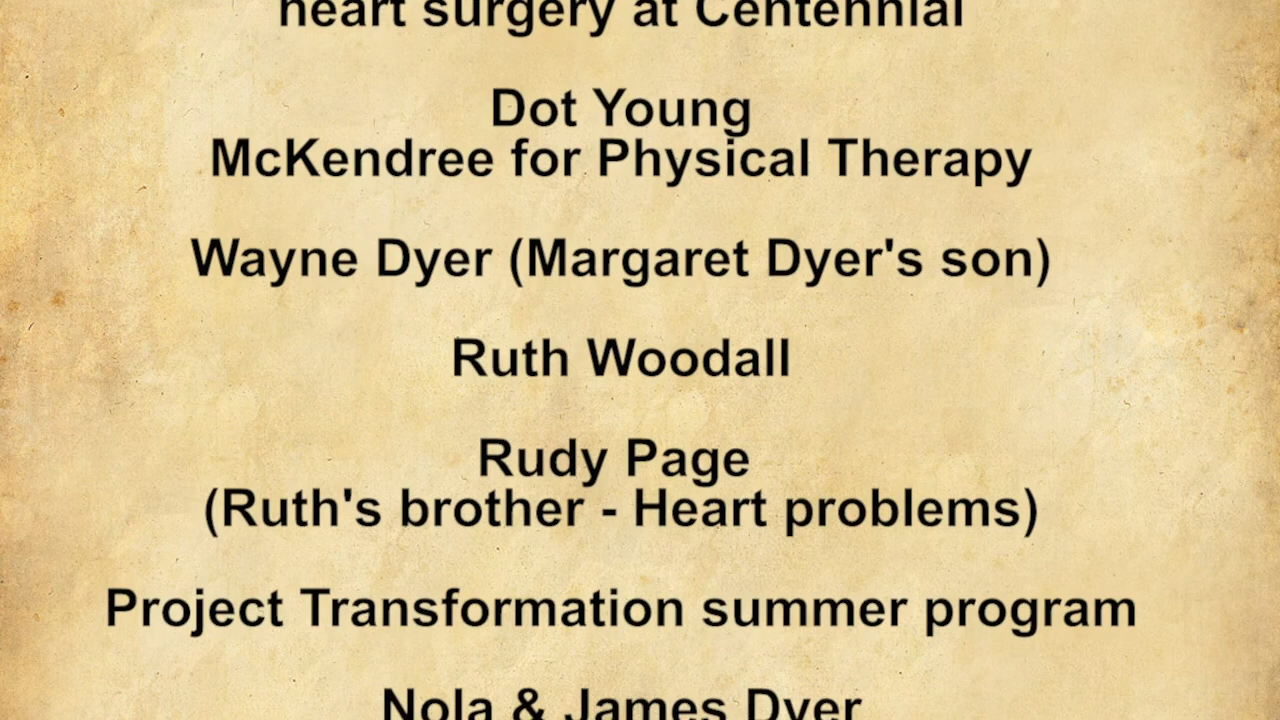 heart surgery at Centennial
Dot Young
McKendree for Physical Therapy
Wayne Dyer (Margaret Dyer's son)
Ruth Woodall
Rudy Page
(Ruth's brother - Heart problems)
Project Transformation summer program
Nola & James Dyer